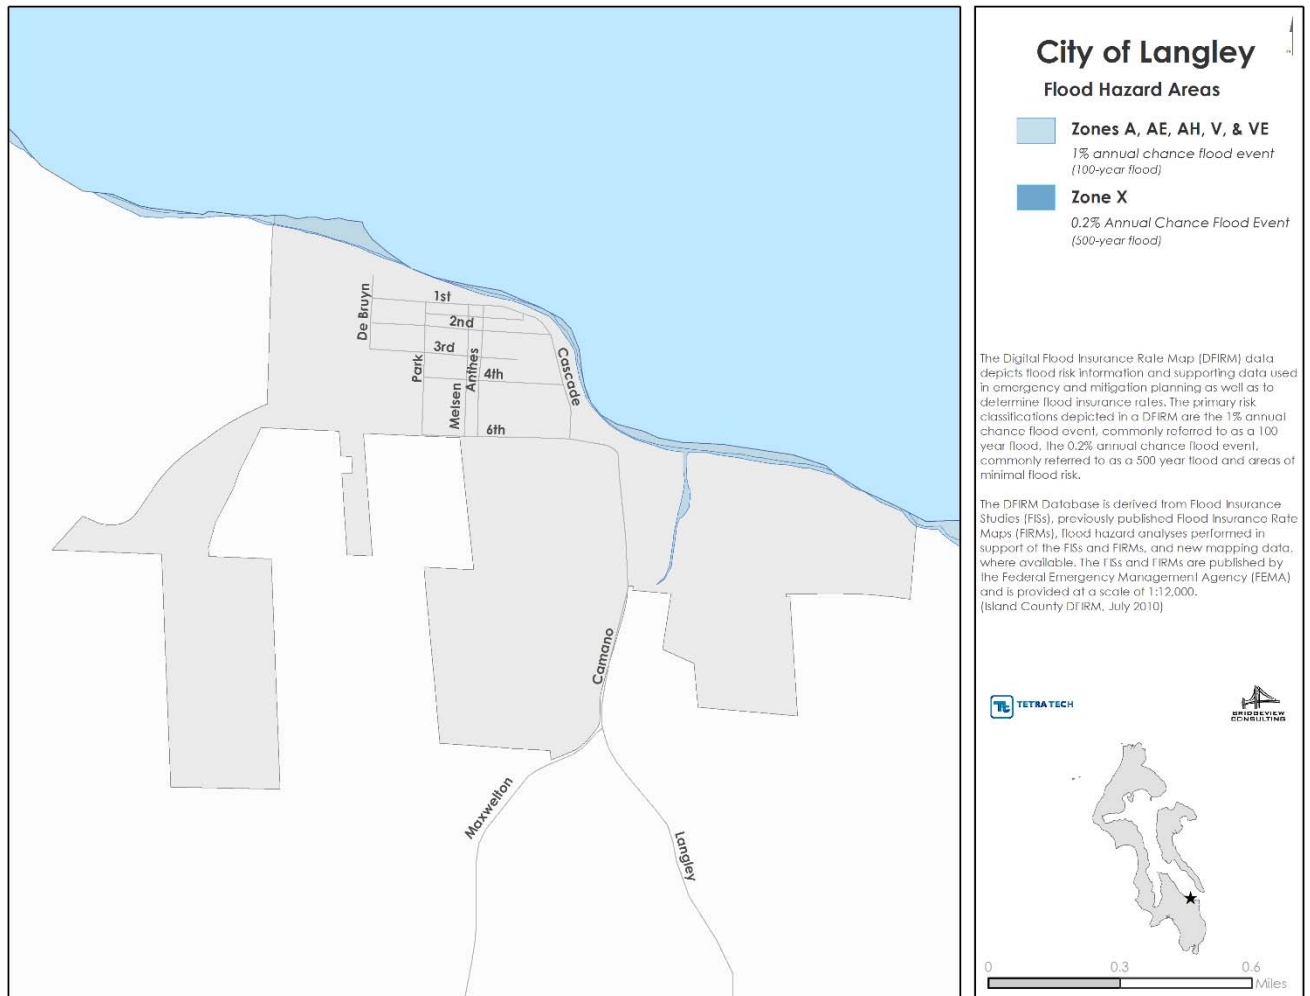 City of Langley
Flood Hazard Areas
Zones A, AE, AH, V, & VE
1% annual chance flood event
(100-year flood)
Zone X
0.2% Annual Chance Flood Event
(500-year flood)
De Bruyn
1st
2nd
3rd
Park
Anthes
4th
Melsen
6th
Cascade
Camano
Maxwelton
Langley
The Digital Flood Insurance Rate Map (DFIRM) data
depicts flood risk information and supporting data used
in emergency and mitigation planning as well as to
determine flood insurance rates. The primary risk
classifications depicted in a DFIRM are the 1% annual
chance flood event, commonly referred to as a 100
year flood, the 0.2% annual chance flood event,
commonly referred to as a 500 year flood and areas of
minimal flood risk.
The DFIRM Database is derived from Flood Insurance
Studies (FISs), previously published Flood Insurance Rate
Maps (FIRMs), flood hazard analyses performed in
support of the FISs and FIRMs, and new mapping data,
where available. The FISs and FIRMs are published by
the Federal Emergency Management Agency (FEMA)
and is provided at a scale of 1:12,000.
(Island County DFIRM, July 2010)
Tt TETRA TECH
BRIDGEVIEW
CONSULTING
0 0.3 0.6
Miles